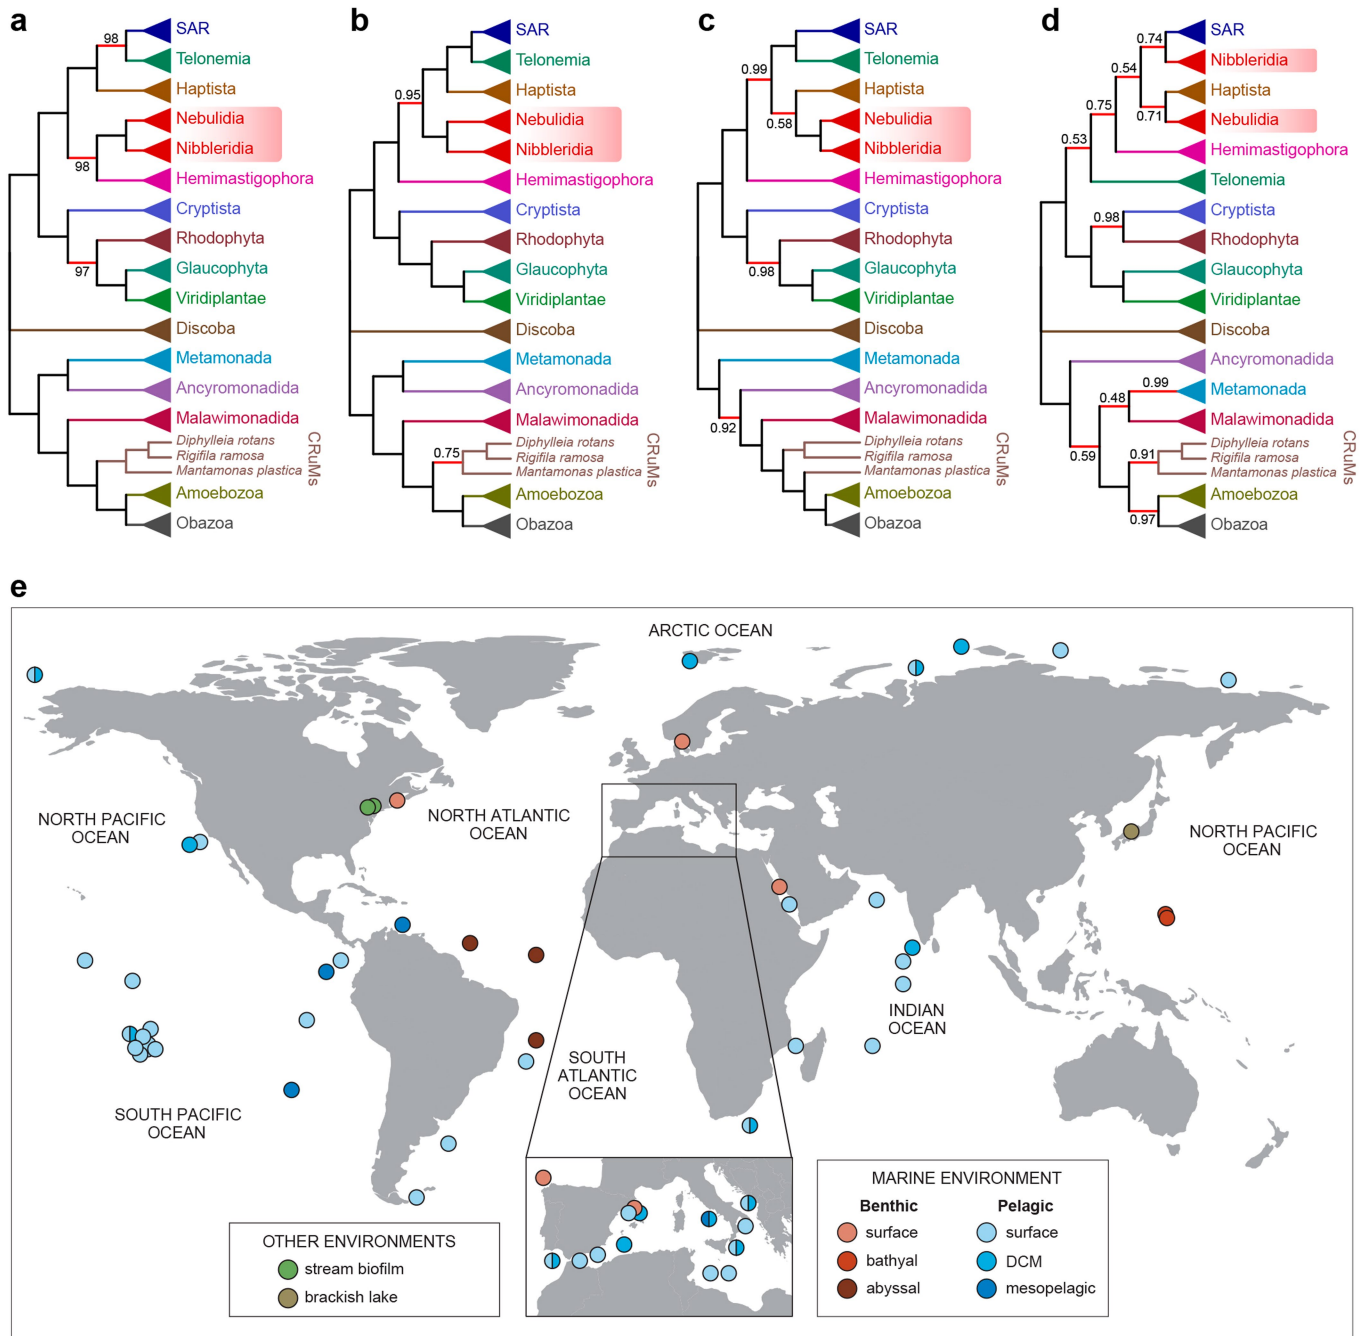 a
98
SAR
Telonemia
Haptista
Nebulidia
Nibbleridia
98
Hemimastigophora
Cryptista
Rhodophyta
97
Glaucophyta
Viridiplantae
Discoba
Metamonada
Ancyromonadida
Malawimonadida
Diphylleia rotans
Rigifila ramosa
Mantamonas plastica
CRuMs
Amoebozoa
Obazoa
b
SAR
Telonemia
0.95
Haptista
Nebulidia
Nibbleridia
Hemimastigophora
Cryptista
Rhodophyta
Glaucophyta
Viridiplantae
Discoba
Metamonada
Ancyromonadida
Malawimonadida
Diphylleia rotans
0.75
Rigifila ramosa
Mantamonas plastica
CRuMs
Amoebozoa
Obazoa
c
SAR
Telonemia
0.99
Haptista
0.58
Nebulidia
Nibbleridia
Hemimastigophora
Cryptista
Rhodophyta
0.98
Glaucophyta
Viridiplantae
Discoba
Metamonada
Ancyromonadida
0.92
Malawimonadida
Diphylleia rotans
Rigifila ramosa
Mantamonas plastica
CRuMs
Amoebozoa
Obazoa
d
SAR
0.74
Nibbleridia
0.54
Haptista
0.75
0.71
Nebulidia
0.53
Hemimastigophora
Telonemia
Cryptista
0.98
Rhodophyta
Glaucophyta
Viridiplantae
Discoba
Ancyromonadida
0.99
Metamonada
0.48
Malawimonadida
Diphylleia rotans
0.59
0.91
Rigifila ramosa
Mantamonas plastica
CRuMs
Amoebozoa
0.97
Obazoa
e
ARCTIC OCEAN
NORTH PACIFIC
OCEAN
NORTH ATLANTIC
OCEAN
NORTH PACIFIC
OCEAN
INDIAN
OCEAN
SOUTH
ATLANTIC
OCEAN
SOUTH PACIFIC
OCEAN
OTHER ENVIRONMENTS
stream biofilm
brackish lake
MARINE ENVIRONMENT
Benthic Pelagic
surface surface
bathyal DCM
abyssal mesopelagic